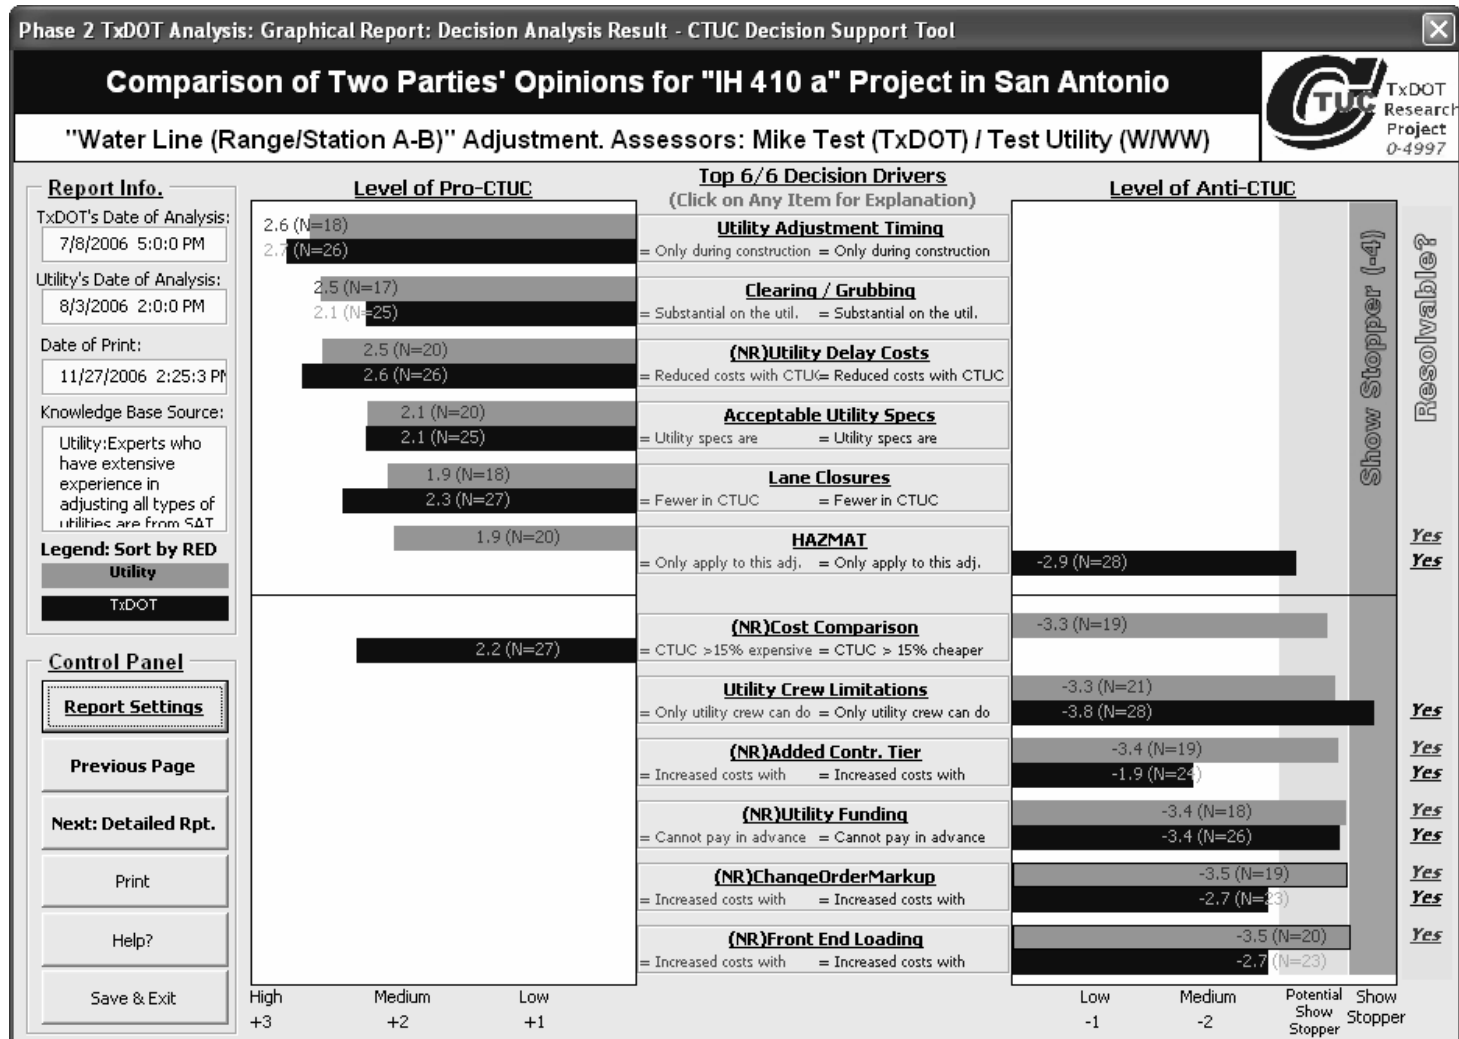 Phase 2 TxDOT Analysis: Graphical Report: Decision Analysis Result - CTUC Decision Support Tool
Comparison of Two Parties' Opinions for "IH 410 a" Project in San Antonio
"Water Line (Range/Station A-B)" Adjustment. Assessors: Mike Test (TxDOT) / Test Utility (W/WW)
CTUC
TxDOT
Research
Project
0-4997
Report Info.
TxDOT's Date of Analysis:
7/8/2006 5:0:0 PM
Utility's Date of Analysis:
8/3/2006 2:0:0 PM
Date of Print:
11/27/2006 2:25:3 PM
Knowledge Base Source:
Utility:Experts who
have extensive
experience in
adjusting all types of
utilities are from SAT
Legend: Sort by RED
Utility
TxDOT
Control Panel
Report Settings
Previous Page
Next: Detailed Rpt.
Print
Help?
Save & Exit
Level of Pro-CTUC
Top 6/6 Decision Drivers
(Click on Any Item for Explanation)
Level of Anti-CTUC
2.6 (N=18)
2.7 (N=26)
Utility Adjustment Timing
= Only during construction = Only during construction
2.5 (N=17)
2.1 (N=25)
Clearing / Grubbing
= Substantial on the util. = Substantial on the util.
2.5 (N=20)
2.6 (N=26)
(NR)Utility Delay Costs
= Reduced costs with CTUC = Reduced costs with CTUC
2.1 (N=20)
2.1 (N=25)
Acceptable Utility Specs
= Utility specs are = Utility specs are
1.9 (N=18)
2.3 (N=27)
Lane Closures
= Fewer in CTUC = Fewer in CTUC
1.9 (N=20)
HAZMAT
= Only apply to this adj. = Only apply to this adj.
-2.9 (N=28)
Yes
Yes
2.2 (N=27)
(NR)Cost Comparison
= CTUC >15% expensive = CTUC > 15% cheaper
-3.3 (N=19)
Utility Crew Limitations
= Only utility crew can do = Only utility crew can do
-3.3 (N=21)
-3.8 (N=28)
Yes
(NR)Added Contr. Tier
= Increased costs with = Increased costs with
-3.4 (N=19)
-1.9 (N=24)
Yes
Yes
(NR)Utility Funding
= Cannot pay in advance = Cannot pay in advance
-3.4 (N=18)
-3.4 (N=26)
Yes
Yes
(NR)ChangeOrderMarkup
= Increased costs with = Increased costs with
-3.5 (N=19)
-2.7 (N=23)
Yes
Yes
(NR)Front End Loading
= Increased costs with = Increased costs with
-3.5 (N=20)
-2.7 (N=23)
Yes
Show Stopper (-4)
Resolvable?
High Medium Low
+3 +2 +1
Low Medium Potential Show Stopper Show Stopper
-1 -2